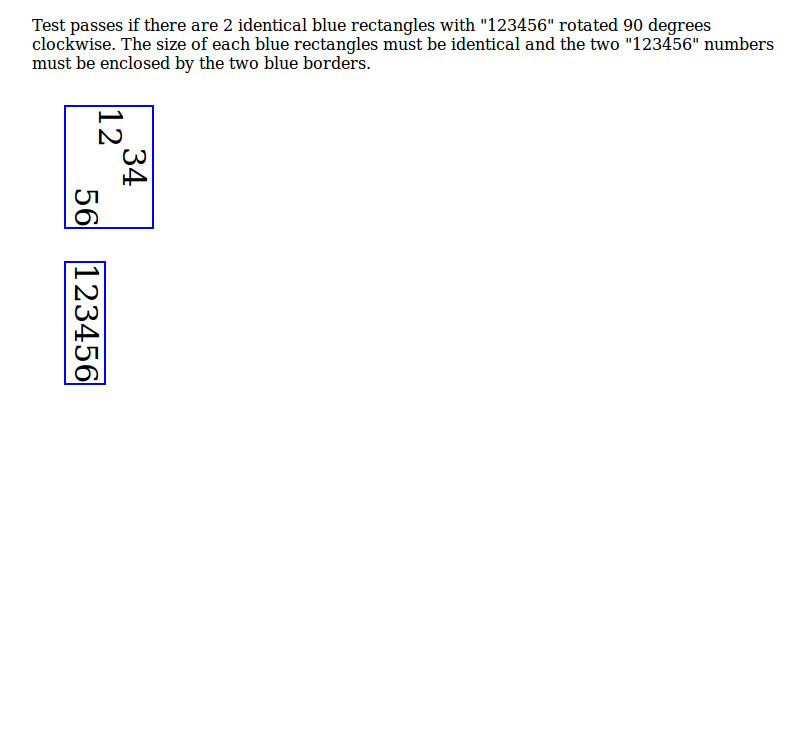 Test passes if there are 2 identical blue rectangles with "123456" rotated 90 degrees
clockwise. The size of each blue rectangles must be identical and the two "123456" numbers
must be enclosed by the two blue borders.
12
34
56
123456